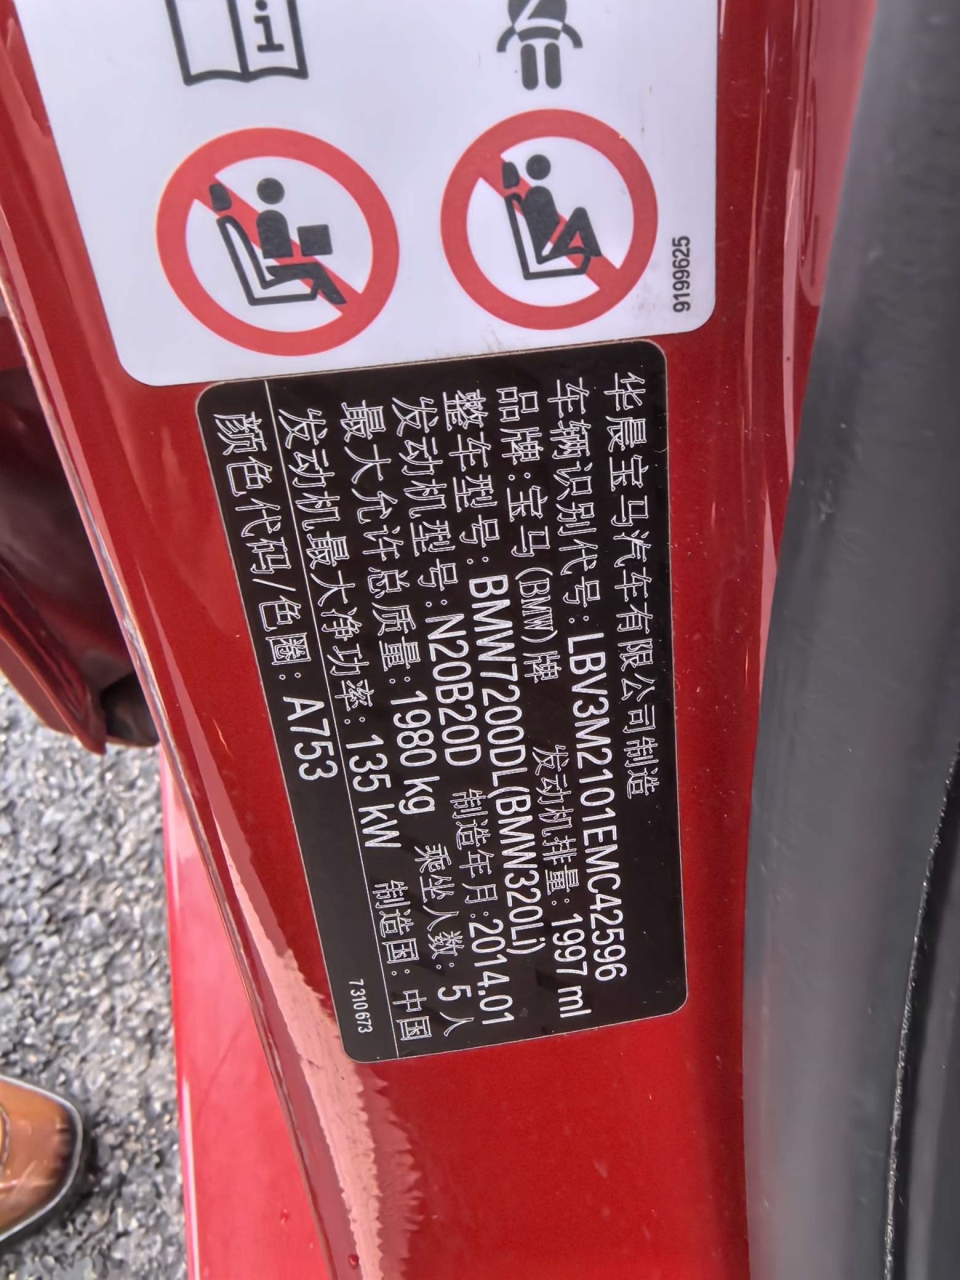 9199625
华晨宝马汽车有限公司制造
车辆识别代号:LBV3M2101EMC42596
品牌:宝马(BMW)牌 发动机排量:1997 ml
整车型号:BMW7200DL(BMW320Li)
发动机型号:N20B20D 制造年月:2014.01
最大允许总质量:1980 kg 乘坐人数:5人
发动机最大净功率:135 kW 制造国:中国
颜色代码/色圈:A753 7 310 673